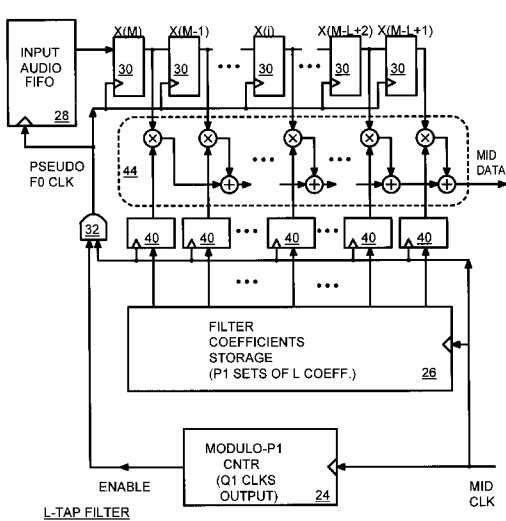 X(M) X(M-1) X(i) X(M-L+2) X(M-L+1)
INPUT
AUDIO
FIFO
28
30 30 30 30 30
PSEUDO
F0 CLK
44
MID
DATA
32
40 40 40 40 40
FILTER
COEFFICIENTS
STORAGE
(P1 SETS OF L COEFF.)
26
MODULO-P1
CNTR
(Q1 CLKS
OUTPUT)
24
ENABLE
MID
CLK
L-TAP FILTER